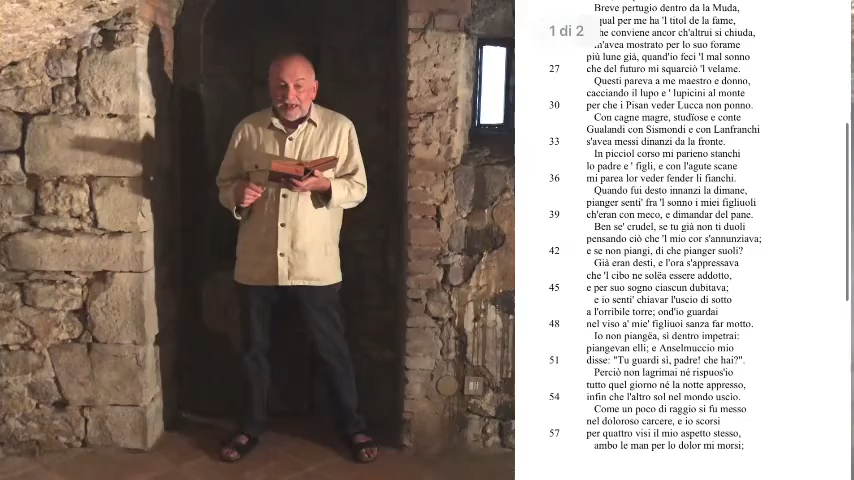 Breve pertugio dentro da la Muda,
qual per me ha 'l titol de la fame,
1 di 2
he conviene ancor ch'altrui si chiuda,
m'avea mostrato per lo suo forame
più lune già, quand'io feci 'l mal sonno
27 che del futuro mi squarciò 'l velame.
Questi pareva a me maestro e donno,
cacciando il lupo e ' lupicini al monte
30 per che i Pisan veder Lucca non ponno.
Con cagne magre, studïose e conte
Gualandi con Sismondi e con Lanfranchi
33 s'avea messi dinanzi da la fronte.
In picciol corso mi parieno stanchi
lo padre e ' figli, e con l'agute scane
36 mi parea lor veder fender li fianchi.
Quando fui desto innanzi la dimane,
pianger senti' fra 'l sonno i miei figliuoli
39 ch'eran con meco, e dimandar del pane.
Ben se' crudel, se tu già non ti duoli
pensando ciò che 'l mio cor s'annunziava;
42 e se non piangi, di che pianger suoli?
Già eran desti, e l'ora s'appressava
che 'l cibo ne solëa essere addotto,
45 e per suo sogno ciascun dubitava;
e io senti' chiavar l'uscio di sotto
a l'orribile torre; ond'io guardai
48 nel viso a' mie' figliuoi sanza far motto.
Io non piangëa, sì dentro impetrai:
piangevan elli; e Anselmuccio mio
51 disse: "Tu guardi sì, padre! che hai?".
Perciò non lagrimai né rispuos'io
tutto quel giorno né la notte appresso,
54 infin che l'altro sol nel mondo uscìo.
Come un poco di raggio si fu messo
nel doloroso carcere, e io scorsi
57 per quattro visi il mio aspetto stesso,
ambo le man per lo dolor mi morsi;